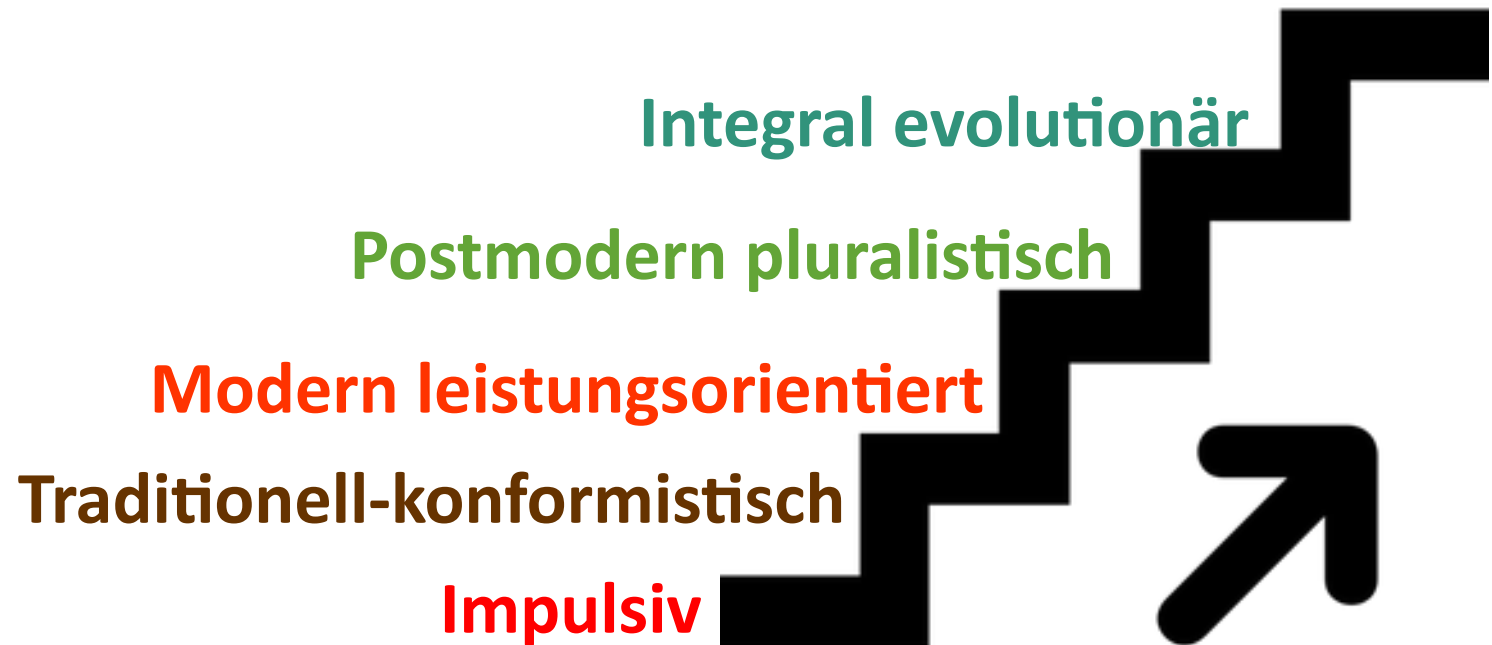 Integral evolutionär
Postmodern pluralistisch
Modern leistungsorientiert
Traditionell-konformistisch
Impulsiv